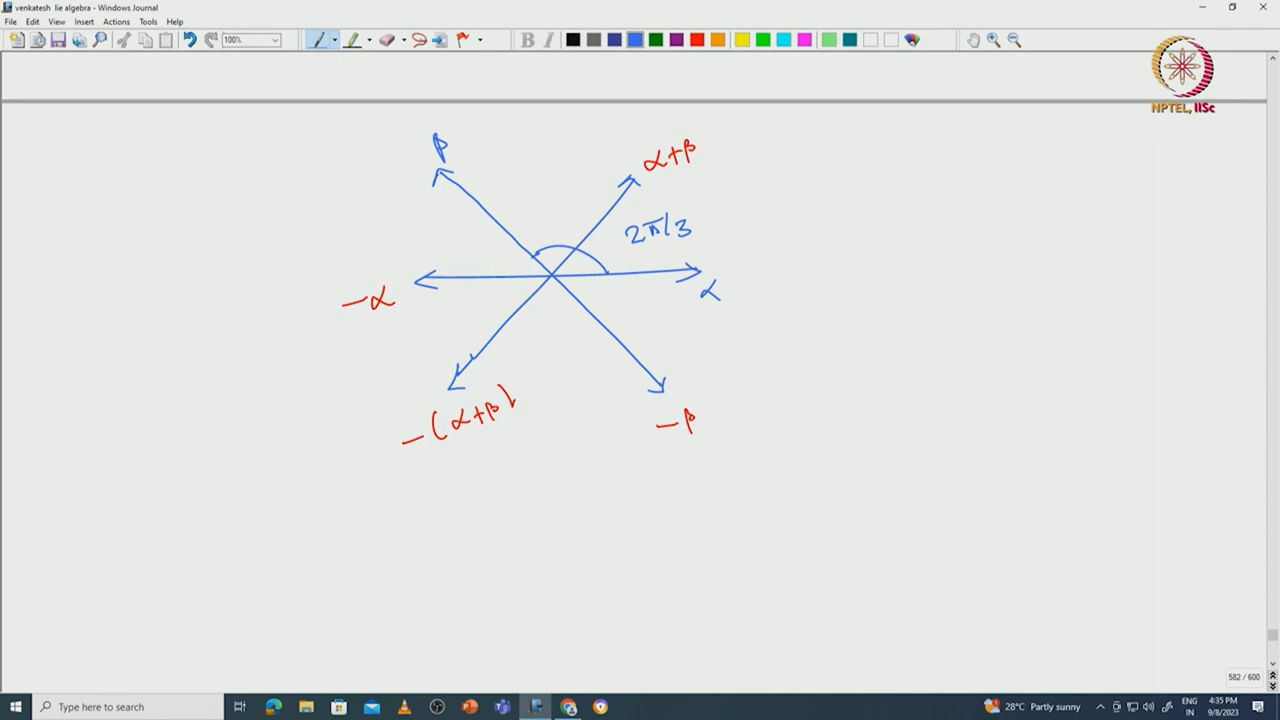 venkatesh lie algebra - Windows Journal
File Edit View Insert Actions Tools Help
100%
B I
NPTEL, IISc
β
α+β
2π/3
-α
α
-(α+β)
-β
582 / 600
Type here to search
28°C Partly sunny
ENG
IN
4:35 PM
9/8/2023